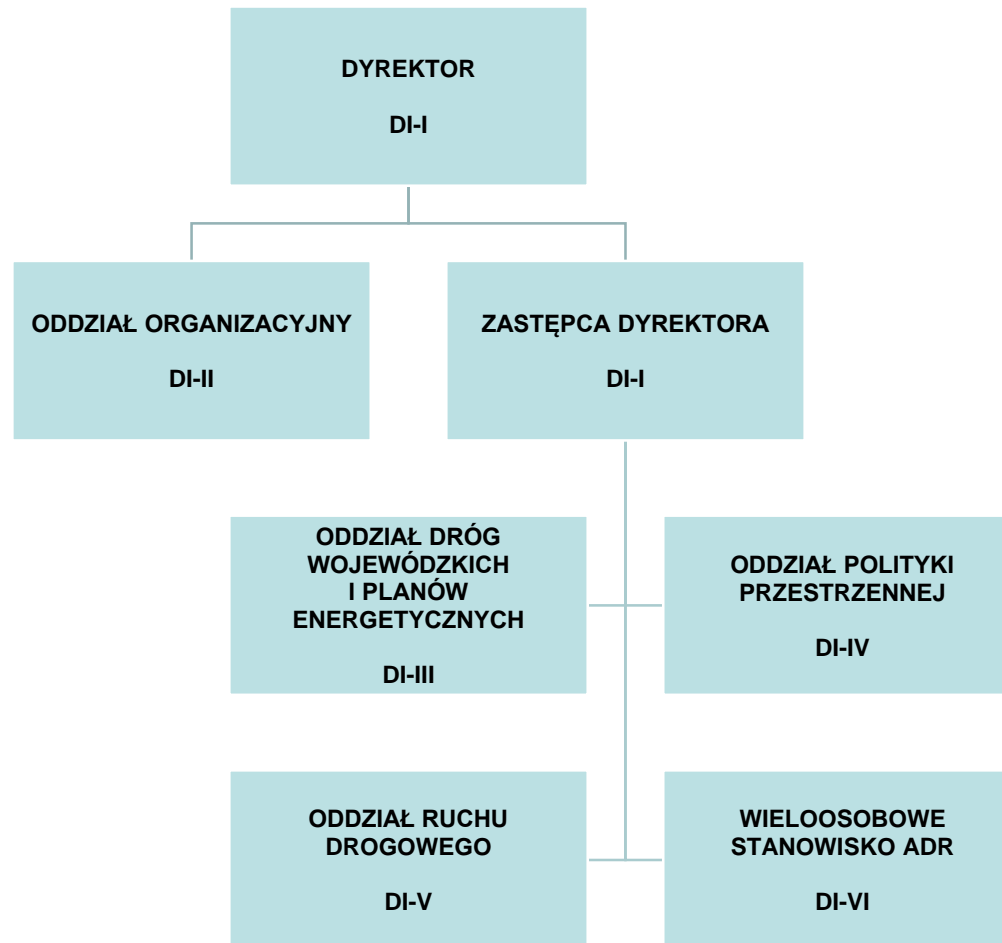 DYREKTOR
DI-I
ODDZIAŁ ORGANIZACYJNY
DI-II
ZASTĘPCA DYREKTORA
DI-I
ODDZIAŁ DRÓG
WOJEWÓDZKICH
I PLANÓW
ENERGETYCZNYCH
DI-III
ODDZIAŁ POLITYKI
PRZESTRZENNEJ
DI-IV
ODDZIAŁ RUCHU
DROGOWEGO
DI-V
WIELOOSOBOWE
STANOWISKO ADR
DI-VI